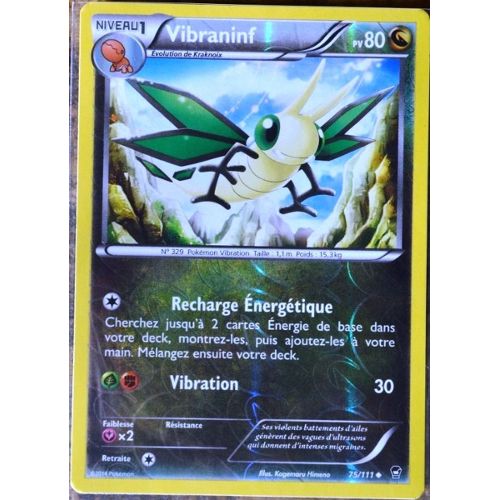 NIVEAU 1
Vibraninf
PV 80
Évolution de Kraknoix
N° 329 Pokémon Vibration Taille : 1,1 m Poids : 15,3 kg
Recharge Énergétique
Cherchez jusqu'à 2 cartes Énergie de base dans
votre deck, montrez-les, puis ajoutez-les à votre
main. Mélangez ensuite votre deck.
Vibration 30
Faiblesse
×2
Résistance
Retraite
Ses violents battements d'ailes
génèrent des vagues d'ultrasons
qui donnent d'intenses migraines.
©2014 Pokémon
Illus. Kagemaru Himeno
75/111